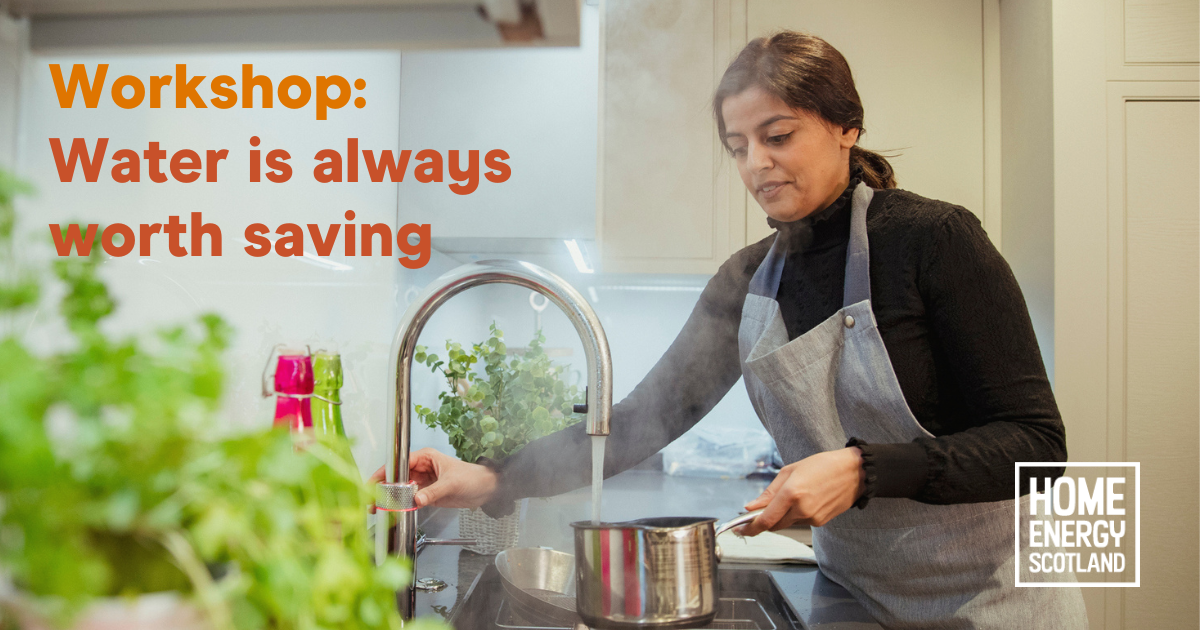 Workshop:
Water is always
worth saving
HOME
ENERGY
SCOTLAND